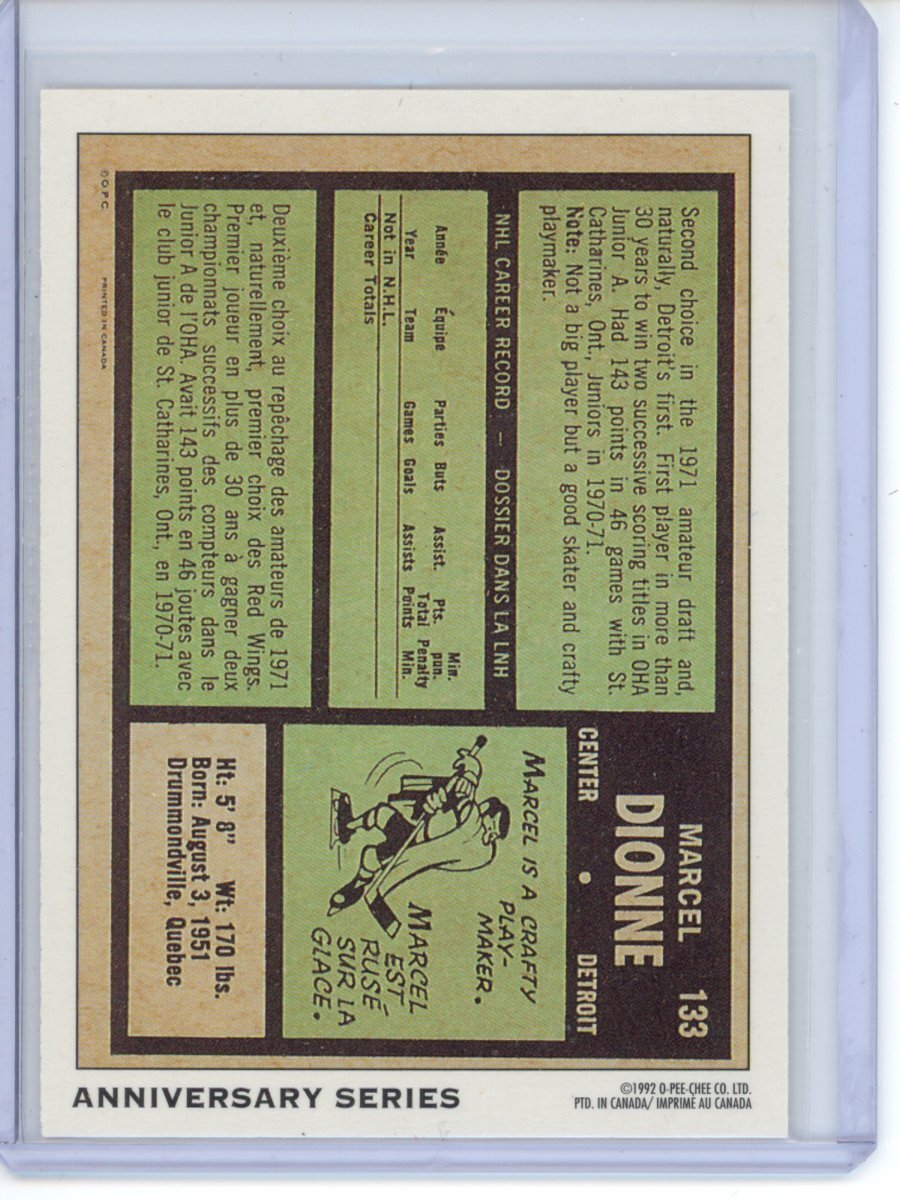 MARCEL 133
DIONNE
CENTER • DETROIT
Second choice in the 1971 amateur draft and,
naturally, Detroit's first. First player in more than
30 years to win two successive scoring titles in OHA
Junior A. Had 143 points in 46 games with St.
Catharines, Ont., Juniors in 1970-71.
Note: Not a big player but a good skater and crafty
playmaker.
NHL CAREER RECORD — DOSSIER DANS LA LNH
Min.
Année Équipe Parties Buts Assist. Pts. pun.
Total Penalty
Year Team Games Goals Assists Points Min.
Not in N.H.L.
Career Totals
Deuxième choix au repêchage des amateurs de 1971
et, naturellement, premier choix des Red Wings.
Premier joueur en plus de 30 ans à gagner deux
championnats successifs des compteurs dans le
Junior A de l'OHA. Avait 143 points en 46 joutes avec
le club junior de St. Catharines, Ont., en 1970-71.
MARCEL IS A CRAFTY
PLAY-
MAKER.
MARCEL
EST
RUSÉ
SUR LA
GLACE.
Ht: 5' 8" Wt: 170 lbs.
Born: August 3, 1951
Drummondville, Quebec
©O.P.C. PRINTED IN CANADA
ANNIVERSARY SERIES
©1992 O-PEE-CHEE CO. LTD.
PTD. IN CANADA/ IMPRIMÉ AU CANADA